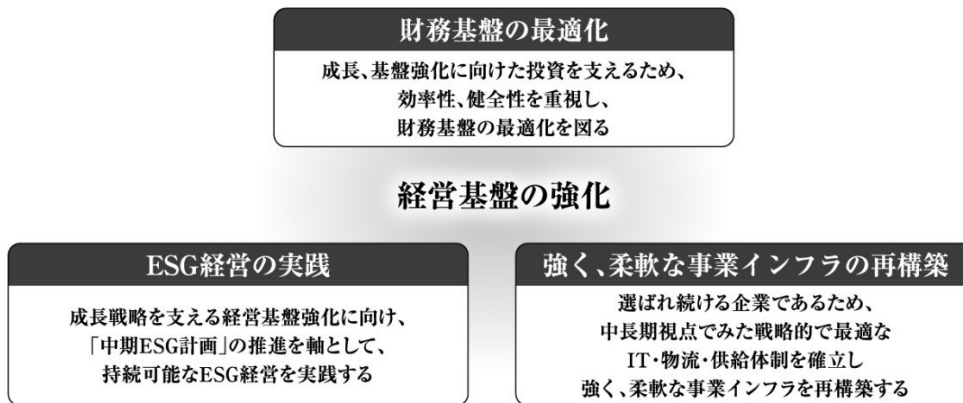 財務基盤の最適化
成長、基盤強化に向けた投資を支えるため、
効率性、健全性を重視し、
財務基盤の最適化を図る
経営基盤の強化
ESG経営の実践
成長戦略を支える経営基盤強化に向け、
「中期ESG計画」の推進を軸として、
持続可能なESG経営を実践する
強く、柔軟な事業インフラの再構築
選ばれ続ける企業であるため、
中長期視点でみた戦略的で最適な
IT・物流・供給体制を確立し
強く、柔軟な事業インフラを再構築する